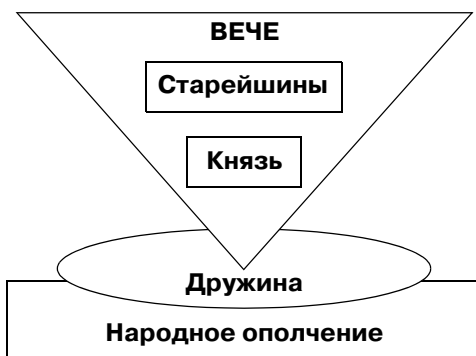 ВЕЧЕ
Старейшины
Князь
Дружина
Народное ополчение